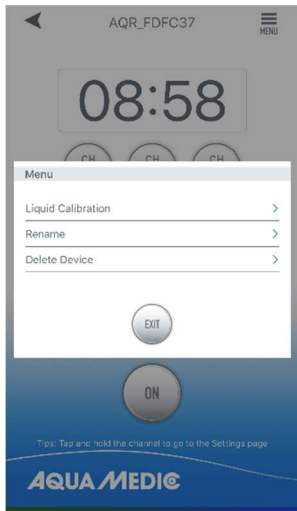 AQR_FDFC37
MENU
08:58
CH CH CH
Menu
Liquid Calibration
Rename
Delete Device
EXIT
ON
Tips: Tap and hold the channel to go to the Settings page
AQUA MEDIC